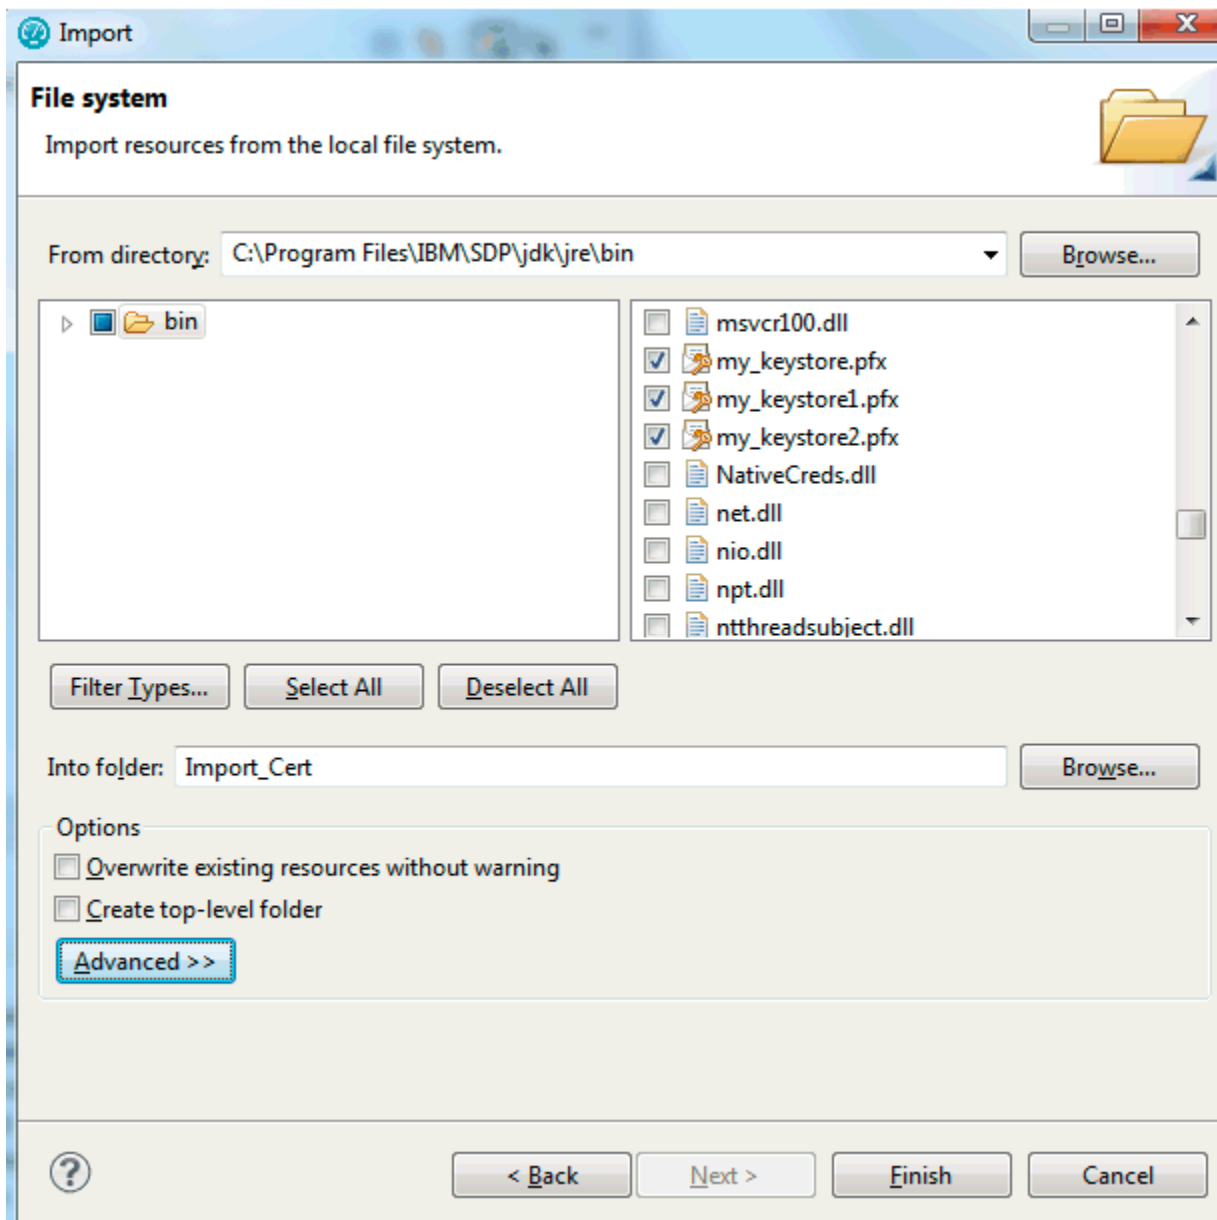 Import
File system
Import resources from the local file system.
From directory: C:\Program Files\IBM\SDP\jdk\jre\bin Browse...
bin
msvcr100.dll
my_keystore.pfx
my_keystore1.pfx
my_keystore2.pfx
NativeCreds.dll
net.dll
nio.dll
npt.dll
ntthreadsubject.dll
Filter Types... Select All Deselect All
Into folder: Import_Cert Browse...
Options
Overwrite existing resources without warning
Create top-level folder
Advanced >>
? < Back Next > Finish Cancel